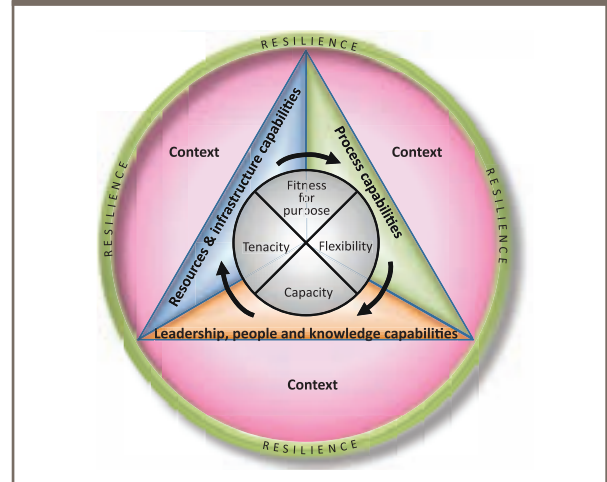 RESILIENCE
RESILIENCE
RESILIENCE
Context
Context
Resources & infrastructure capabilities
Process capabilities
Fitness
for
purpose
Tenacity
Flexibility
Capacity
Leadership, people and knowledge capabilities
Context
RESILIENCE